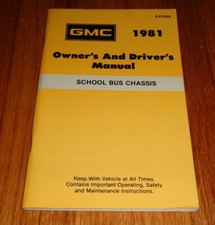 GMC 1981
Owner's And Driver's
Manual
SCHOOL BUS CHASSIS
Keep With Vehicle at All Times.
Contains Important Operating, Safety
and Maintenance Instructions.